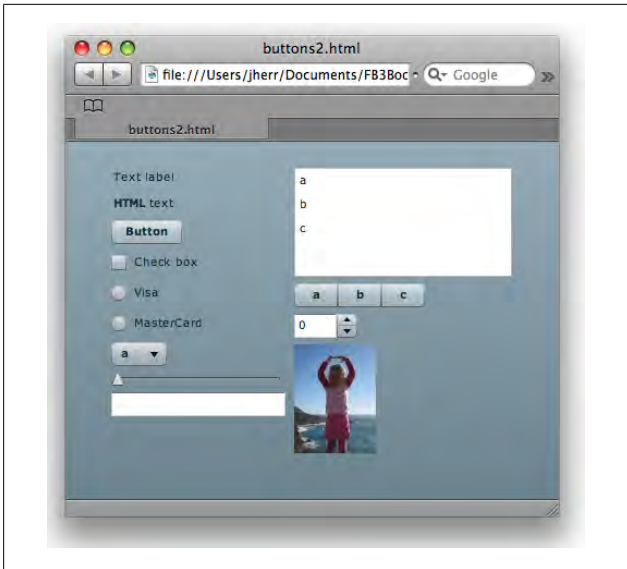 buttons2.html
file:///Users/jherr/Documents/FB3Boc
Google
buttons2.html
Text label
HTML text
Button
Check box
Visa
MasterCard
a
a
b
c
a b c
0